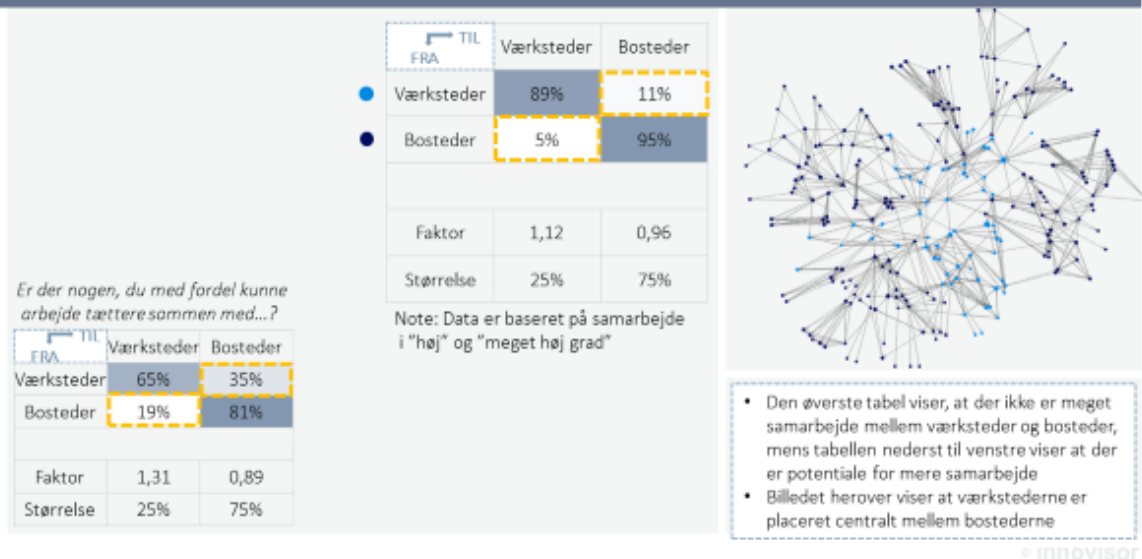 TIL
FRA
Værksteder Bosteder
Værksteder 89% 11%
Bosteder 5% 95%
Faktor 1,12 0,96
Størrelse 25% 75%
Note: Data er baseret på samarbejde
i "høj" og "meget høj grad"
Er der nogen, du med fordel kunne
arbejde tættere sammen med...?
TIL
FRA
Værksteder Bosteder
Værksteder 65% 35%
Bosteder 19% 81%
Faktor 1,31 0,89
Størrelse 25% 75%
• Den øverste tabel viser, at der ikke er meget
samarbejde mellem værksteder og bosteder,
mens tabellen nederst til venstre viser at der
er potentiale for mere samarbejde
• Billedet herover viser at værkstederne er
placeret centralt mellem bostederne
© innovisor